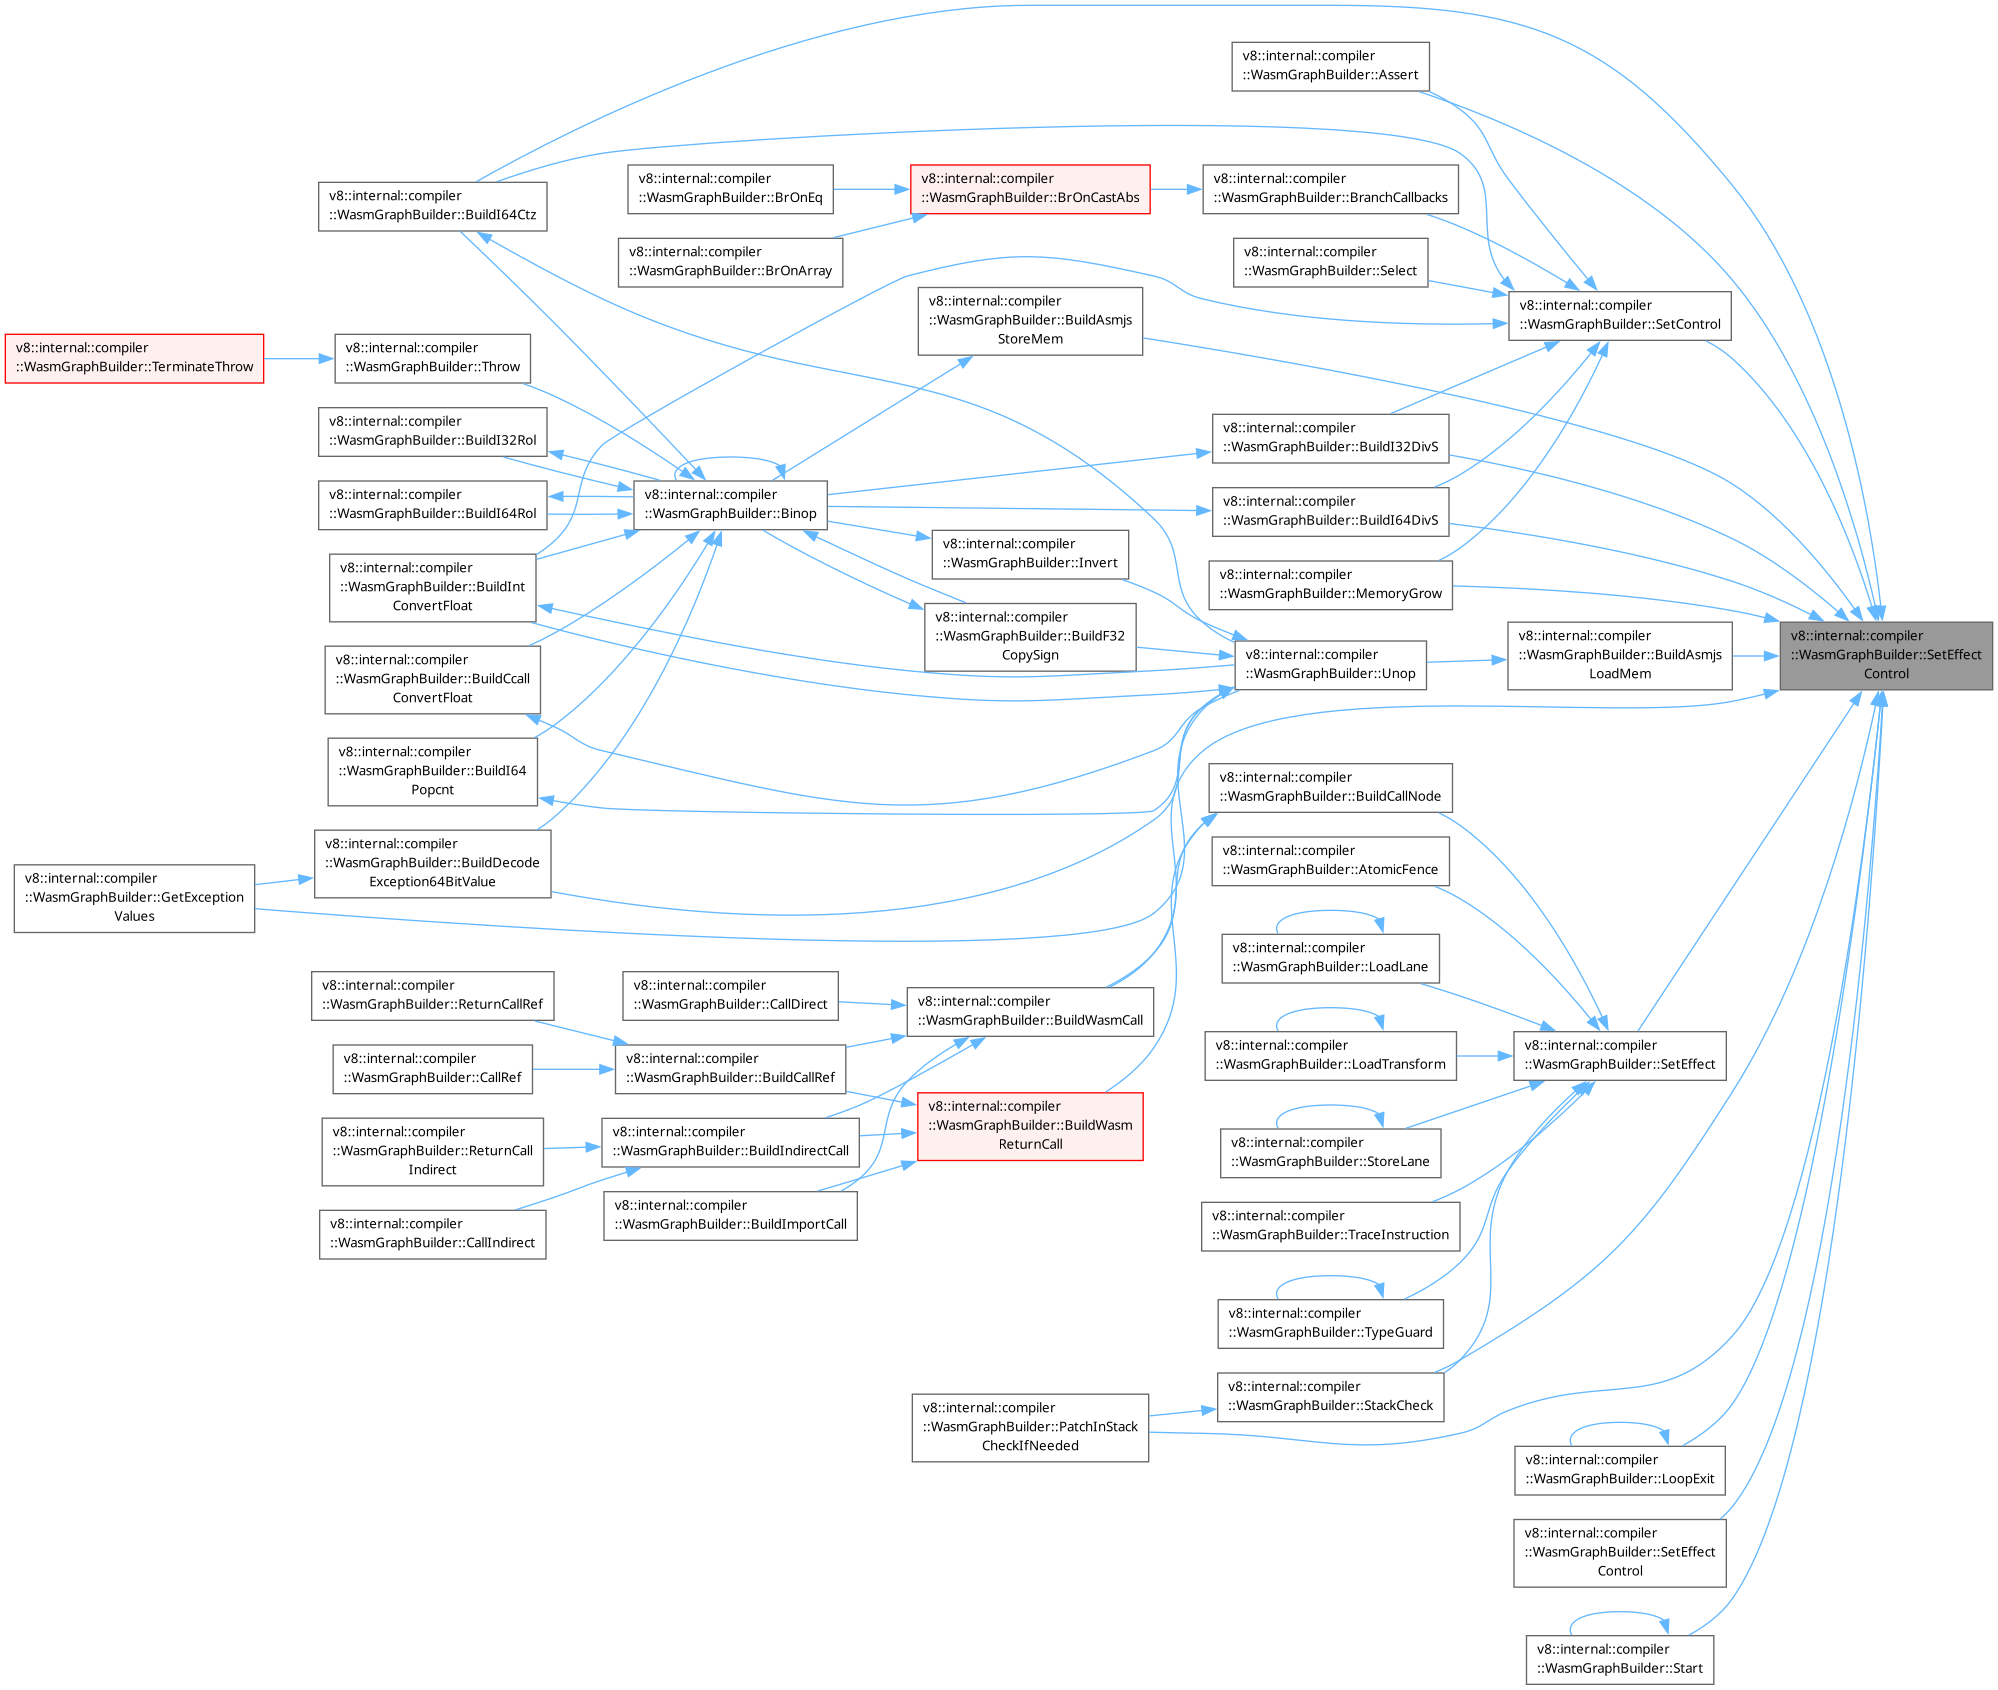 v8::internal::compiler
::WasmGraphBuilder::Assert
v8::internal::compiler
::WasmGraphBuilder::BuildI64Ctz
v8::internal::compiler
::WasmGraphBuilder::BrOnEq
v8::internal::compiler
::WasmGraphBuilder::BrOnCastAbs
v8::internal::compiler
::WasmGraphBuilder::BranchCallbacks
v8::internal::compiler
::WasmGraphBuilder::BrOnArray
v8::internal::compiler
::WasmGraphBuilder::Select
v8::internal::compiler
::WasmGraphBuilder::BuildAsmjs
StoreMem
v8::internal::compiler
::WasmGraphBuilder::SetControl
v8::internal::compiler
::WasmGraphBuilder::TerminateThrow
v8::internal::compiler
::WasmGraphBuilder::Throw
v8::internal::compiler
::WasmGraphBuilder::BuildI32Rol
v8::internal::compiler
::WasmGraphBuilder::BuildI32DivS
v8::internal::compiler
::WasmGraphBuilder::BuildI64Rol
v8::internal::compiler
::WasmGraphBuilder::Binop
v8::internal::compiler
::WasmGraphBuilder::BuildI64DivS
v8::internal::compiler
::WasmGraphBuilder::Invert
v8::internal::compiler
::WasmGraphBuilder::BuildInt
ConvertFloat
v8::internal::compiler
::WasmGraphBuilder::MemoryGrow
v8::internal::compiler
::WasmGraphBuilder::BuildF32
CopySign
v8::internal::compiler
::WasmGraphBuilder::Unop
v8::internal::compiler
::WasmGraphBuilder::BuildAsmjs
LoadMem
v8::internal::compiler
::WasmGraphBuilder::SetEffect
Control
v8::internal::compiler
::WasmGraphBuilder::BuildCcall
ConvertFloat
v8::internal::compiler
::WasmGraphBuilder::BuildI64
Popcnt
v8::internal::compiler
::WasmGraphBuilder::BuildCallNode
v8::internal::compiler
::WasmGraphBuilder::BuildDecode
Exception64BitValue
v8::internal::compiler
::WasmGraphBuilder::AtomicFence
v8::internal::compiler
::WasmGraphBuilder::GetException
Values
v8::internal::compiler
::WasmGraphBuilder::LoadLane
v8::internal::compiler
::WasmGraphBuilder::ReturnCallRef
v8::internal::compiler
::WasmGraphBuilder::CallDirect
v8::internal::compiler
::WasmGraphBuilder::BuildWasmCall
v8::internal::compiler
::WasmGraphBuilder::CallRef
v8::internal::compiler
::WasmGraphBuilder::BuildCallRef
v8::internal::compiler
::WasmGraphBuilder::LoadTransform
v8::internal::compiler
::WasmGraphBuilder::SetEffect
v8::internal::compiler
::WasmGraphBuilder::BuildWasm
ReturnCall
v8::internal::compiler
::WasmGraphBuilder::ReturnCall
Indirect
v8::internal::compiler
::WasmGraphBuilder::BuildIndirectCall
v8::internal::compiler
::WasmGraphBuilder::StoreLane
v8::internal::compiler
::WasmGraphBuilder::BuildImportCall
v8::internal::compiler
::WasmGraphBuilder::CallIndirect
v8::internal::compiler
::WasmGraphBuilder::TraceInstruction
v8::internal::compiler
::WasmGraphBuilder::TypeGuard
v8::internal::compiler
::WasmGraphBuilder::StackCheck
v8::internal::compiler
::WasmGraphBuilder::PatchInStack
CheckIfNeeded
v8::internal::compiler
::WasmGraphBuilder::LoopExit
v8::internal::compiler
::WasmGraphBuilder::SetEffect
Control
v8::internal::compiler
::WasmGraphBuilder::Start